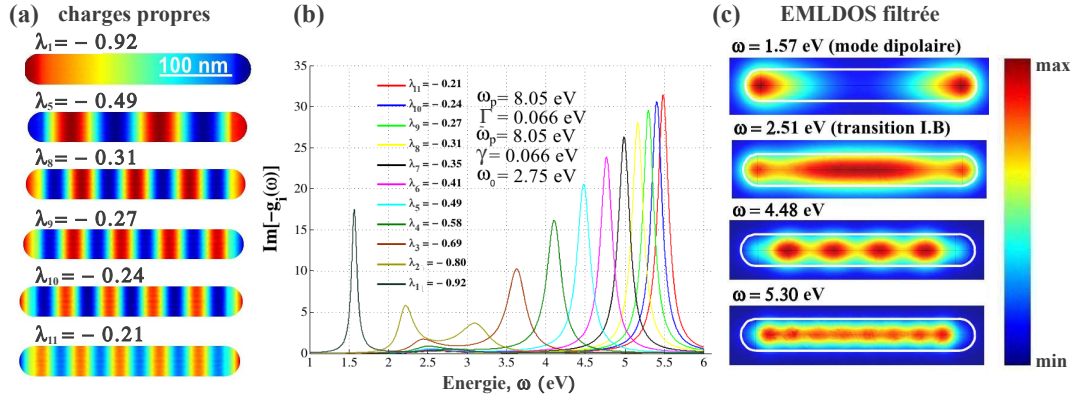 (a) charges propres
λ1 = − 0.92
100 nm
λ5 = − 0.49
λ8 = − 0.31
λ9 = − 0.27
λ10 = − 0.24
λ11 = − 0.21
(b)
Im[-gi(ω)]
35
30
25
20
15
10
5
0
1
1.5
2
2.5
3
3.5
4
4.5
5
5.5
6
Energie, ω (eV)
λ11 = − 0.21
λ10 = − 0.24
λ9 = − 0.27
λ8 = − 0.31
λ7 = − 0.35
λ6 = − 0.41
λ5 = − 0.49
λ4 = − 0.58
λ3 = − 0.69
λ2 = − 0.80
λ1 = − 0.92
ωp = 8.05 eV
Γ = 0.066 eV
ω̇p = 8.05 eV
γ = 0.066 eV
ωo = 2.75 eV
(c) EMLDOS filtrée
ω = 1.57 eV (mode dipolaire)
ω = 2.51 eV (transition I.B)
ω = 4.48 eV
ω = 5.30 eV
max
min